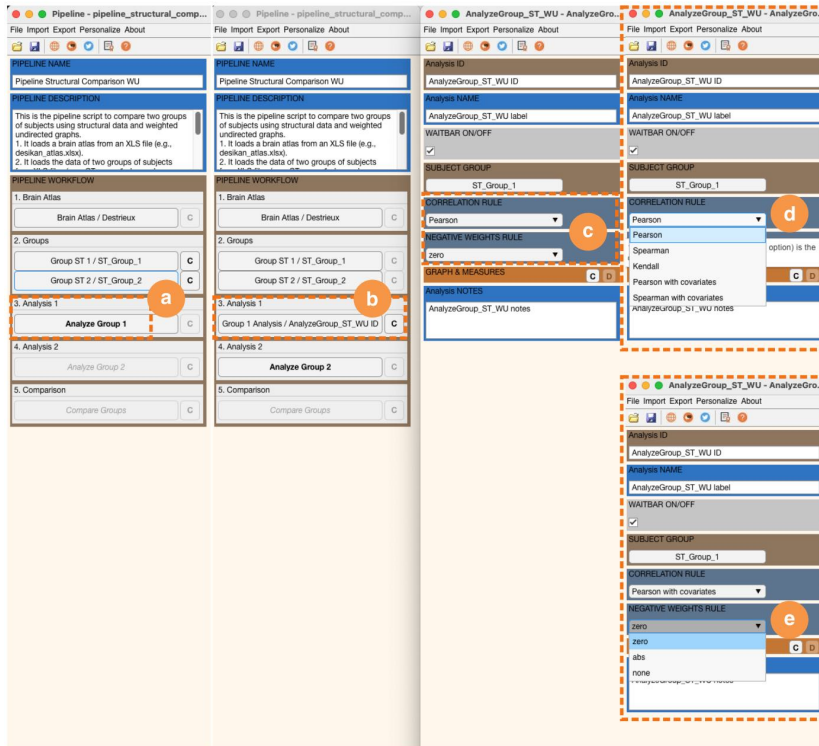 Pipeline - pipeline_structural_comp...
File Import Export Personalize About
PIPELINE NAME
Pipeline Structural Comparison WU
PIPELINE DESCRIPTION
This is the pipeline script to compare two groups
of subjects using structural data and weighted
undirected graphs.
1. It loads a brain atlas from an XLS file (e.g.,
desikan_atlas.xlsx).
2. It loads the data of two groups of subjects
PIPELINE WORKFLOW
1. Brain Atlas
Brain Atlas / Destrieux
C
2. Groups
Group ST 1 / ST_Group_1
C
Group ST 2 / ST_Group_2
C
a
3. Analysis 1
Analyze Group 1
C
4. Analysis 2
Analyze Group 2
C
5. Comparison
Compare Groups
C
Pipeline - pipeline_structural_comp...
File Import Export Personalize About
PIPELINE NAME
Pipeline Structural Comparison WU
PIPELINE DESCRIPTION
This is the pipeline script to compare two groups
of subjects using structural data and weighted
undirected graphs.
1. It loads a brain atlas from an XLS file (e.g.,
desikan_atlas.xlsx).
2. It loads the data of two groups of subjects
PIPELINE WORKFLOW
1. Brain Atlas
Brain Atlas / Destrieux
C
2. Groups
Group ST 1 / ST_Group_1
C
Group ST 2 / ST_Group_2
C
b
3. Analysis 1
Group 1 Analysis / AnalyzeGroup_ST_WU ID
C
4. Analysis 2
Analyze Group 2
C
5. Comparison
Compare Groups
C
AnalyzeGroup_ST_WU - AnalyzeGro...
File Import Export Personalize About
Analysis ID
AnalyzeGroup_ST_WU ID
Analysis NAME
AnalyzeGroup_ST_WU label
WAITBAR ON/OFF
SUBJECT GROUP
ST_Group_1
CORRELATION RULE
Pearson
c
NEGATIVE WEIGHTS RULE
zero
GRAPH & MEASURES
C D
Analysis NOTES
AnalyzeGroup_ST_WU notes
AnalyzeGroup_ST_WU - AnalyzeGro...
File Import Export Personalize About
Analysis ID
AnalyzeGroup_ST_WU ID
Analysis NAME
AnalyzeGroup_ST_WU label
WAITBAR ON/OFF
SUBJECT GROUP
ST_Group_1
CORRELATION RULE
Pearson
d
Pearson
Spearman
option) is the
Kendall
Pearson with covariates
C D
Spearman with covariates
AnalyzeGroup_ST_WU notes
AnalyzeGroup_ST_WU - AnalyzeGro...
File Import Export Personalize About
Analysis ID
AnalyzeGroup_ST_WU ID
Analysis NAME
AnalyzeGroup_ST_WU label
WAITBAR ON/OFF
SUBJECT GROUP
ST_Group_1
CORRELATION RULE
Pearson with covariates
NEGATIVE WEIGHTS RULE
zero
e
zero
C D
abs
none